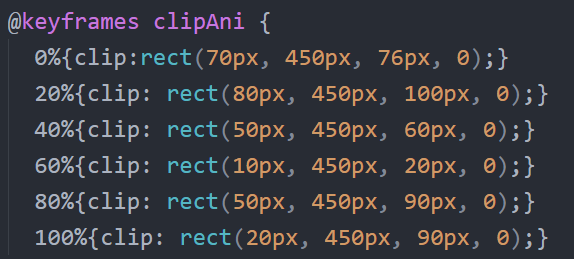 @keyframes clipAni {
0%{clip:rect(70px, 450px, 76px, 0);}
20%{clip: rect(80px, 450px, 100px, 0);}
40%{clip: rect(50px, 450px, 60px, 0);}
60%{clip: rect(10px, 450px, 20px, 0);}
80%{clip: rect(50px, 450px, 90px, 0);}
100%{clip: rect(20px, 450px, 90px, 0);}